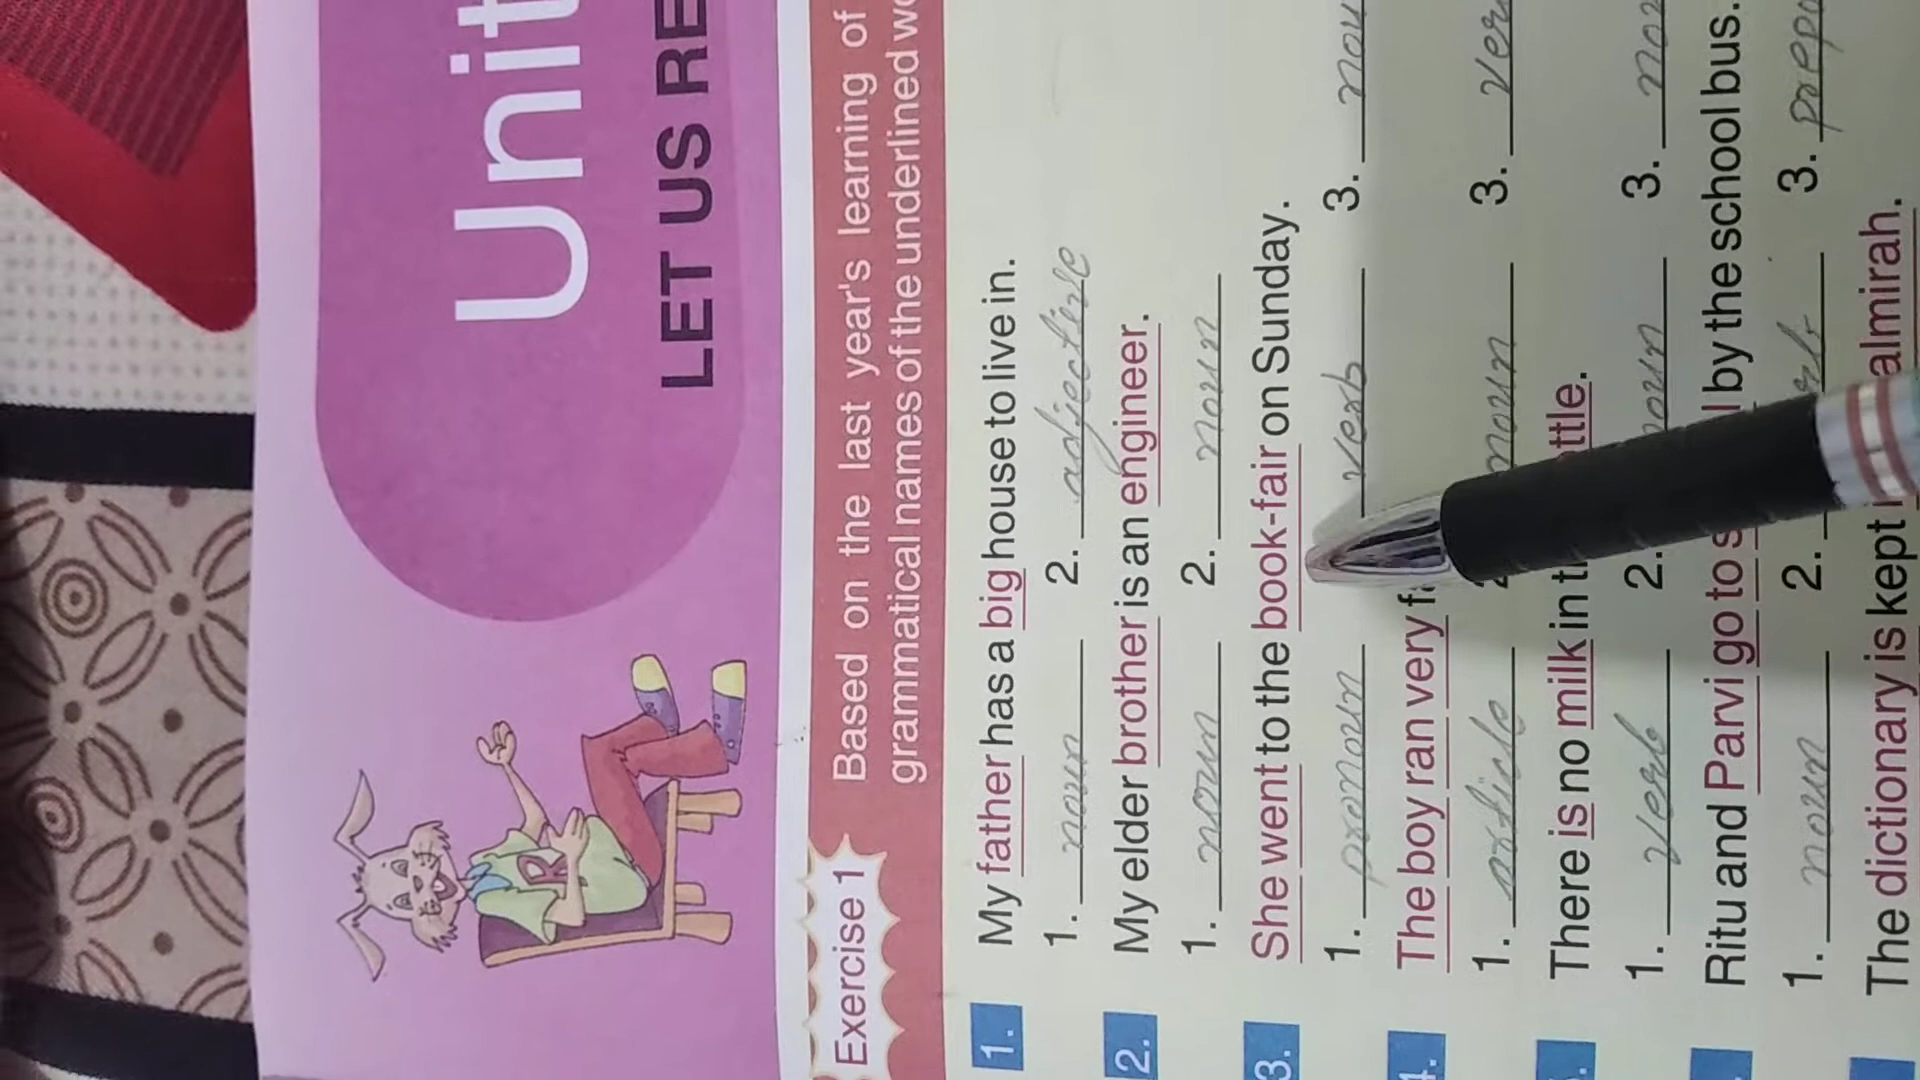 Unit
LET US RE
Exercise 1
Based on the last year's learning of
grammatical names of the underlined
1. My father has a big house to live in.
1. noun 2. adjective
2. My elder brother is an engineer.
1. noun 2. noun
3. She went to the book-fair on Sunday.
1. pronoun verb 3. nou
The boy ran very
1. article noun 3. ver
There is no milk in ttle.
1. verb 2. noun 3. nou
Ritu and Parvi go to s l by the school bus.
1. noun 2. 3. prepo
The dictionary is kept almirah.